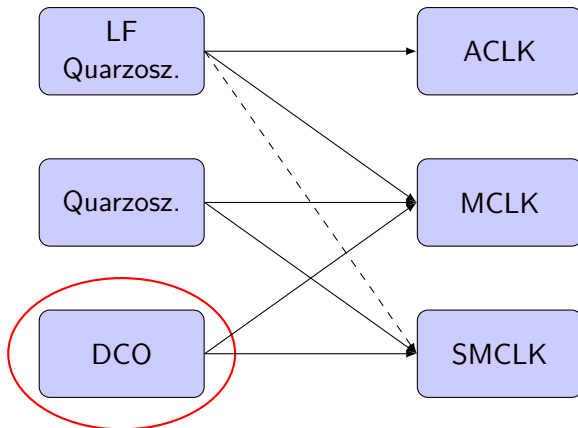 LF
Quarzosz.
ACLK
Quarzosz.
MCLK
DCO
SMCLK